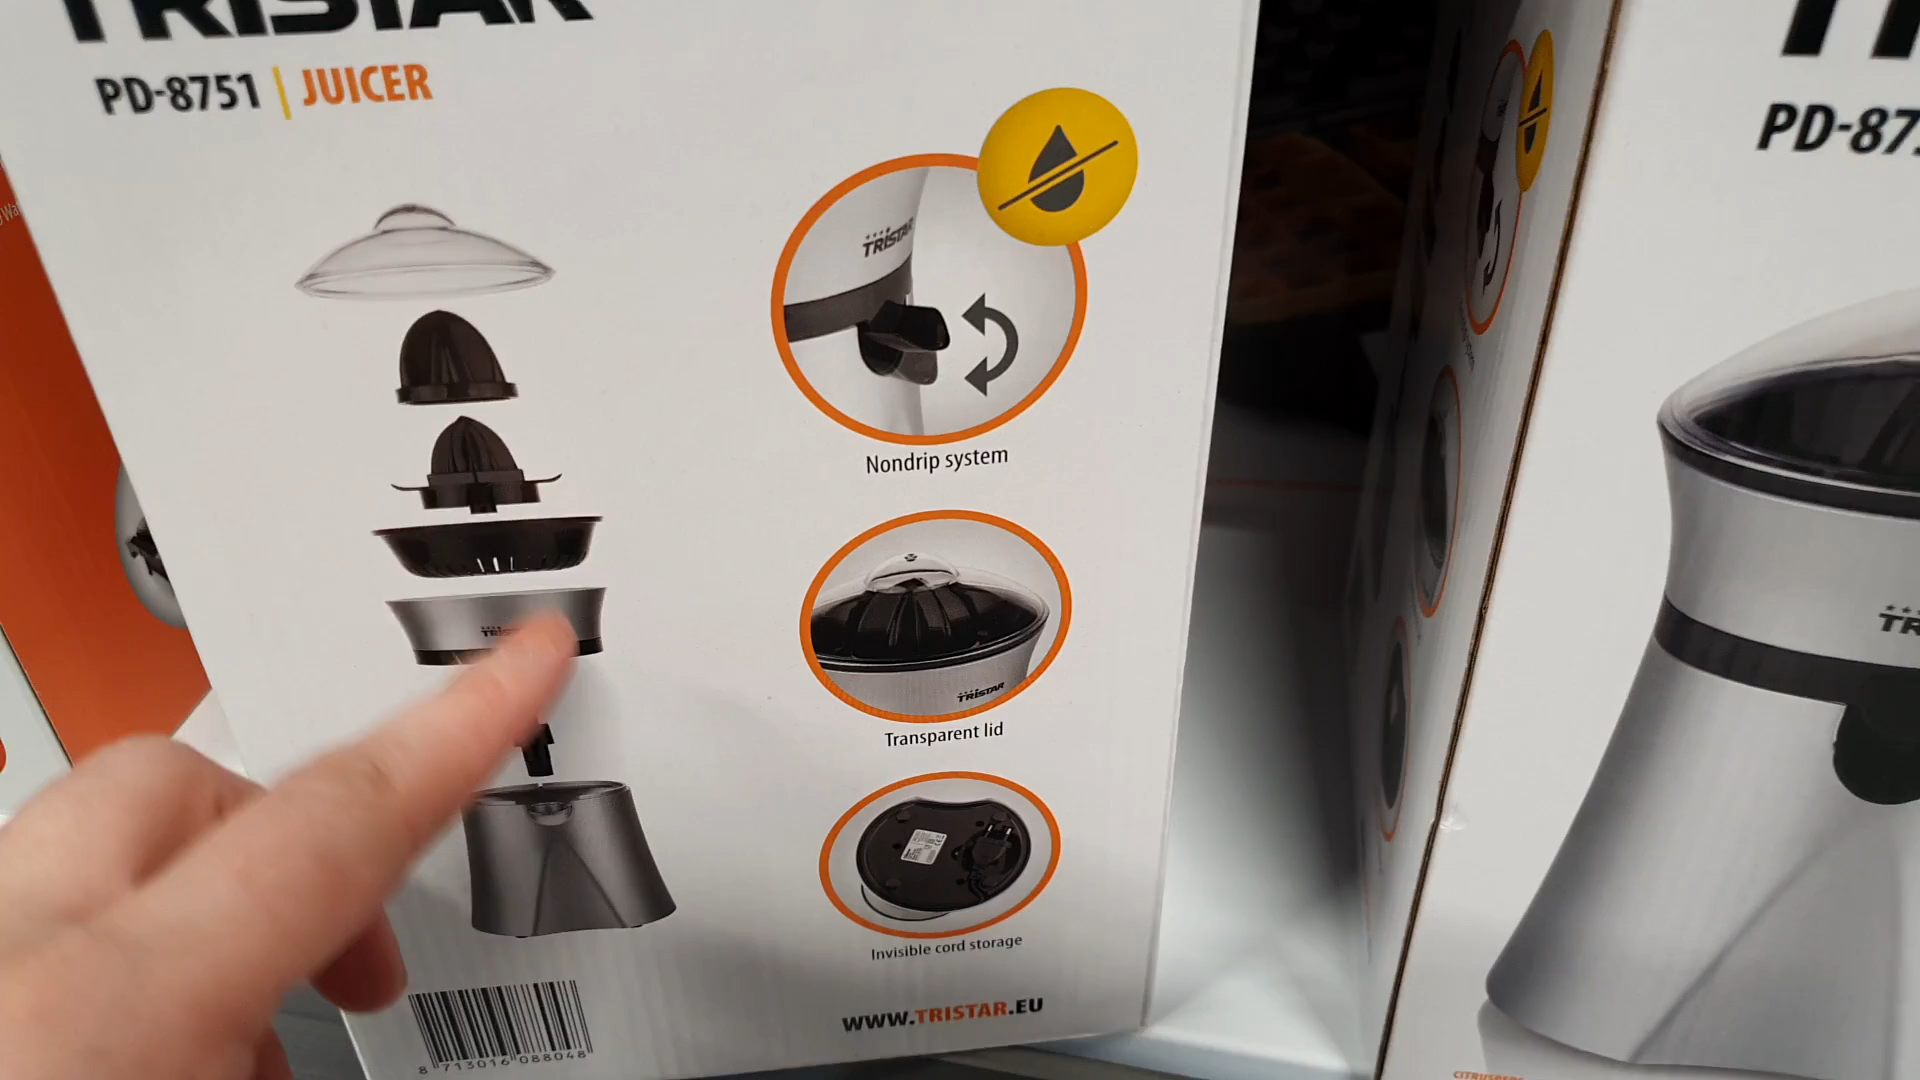 TRISTAR
PD-8751 | JUICER
TRISTAR
Nondrip system
TRISTAR
Transparent lid
Invisible cord storage
WWW.TRISTAR.EU
8 713016 088048
PD-87